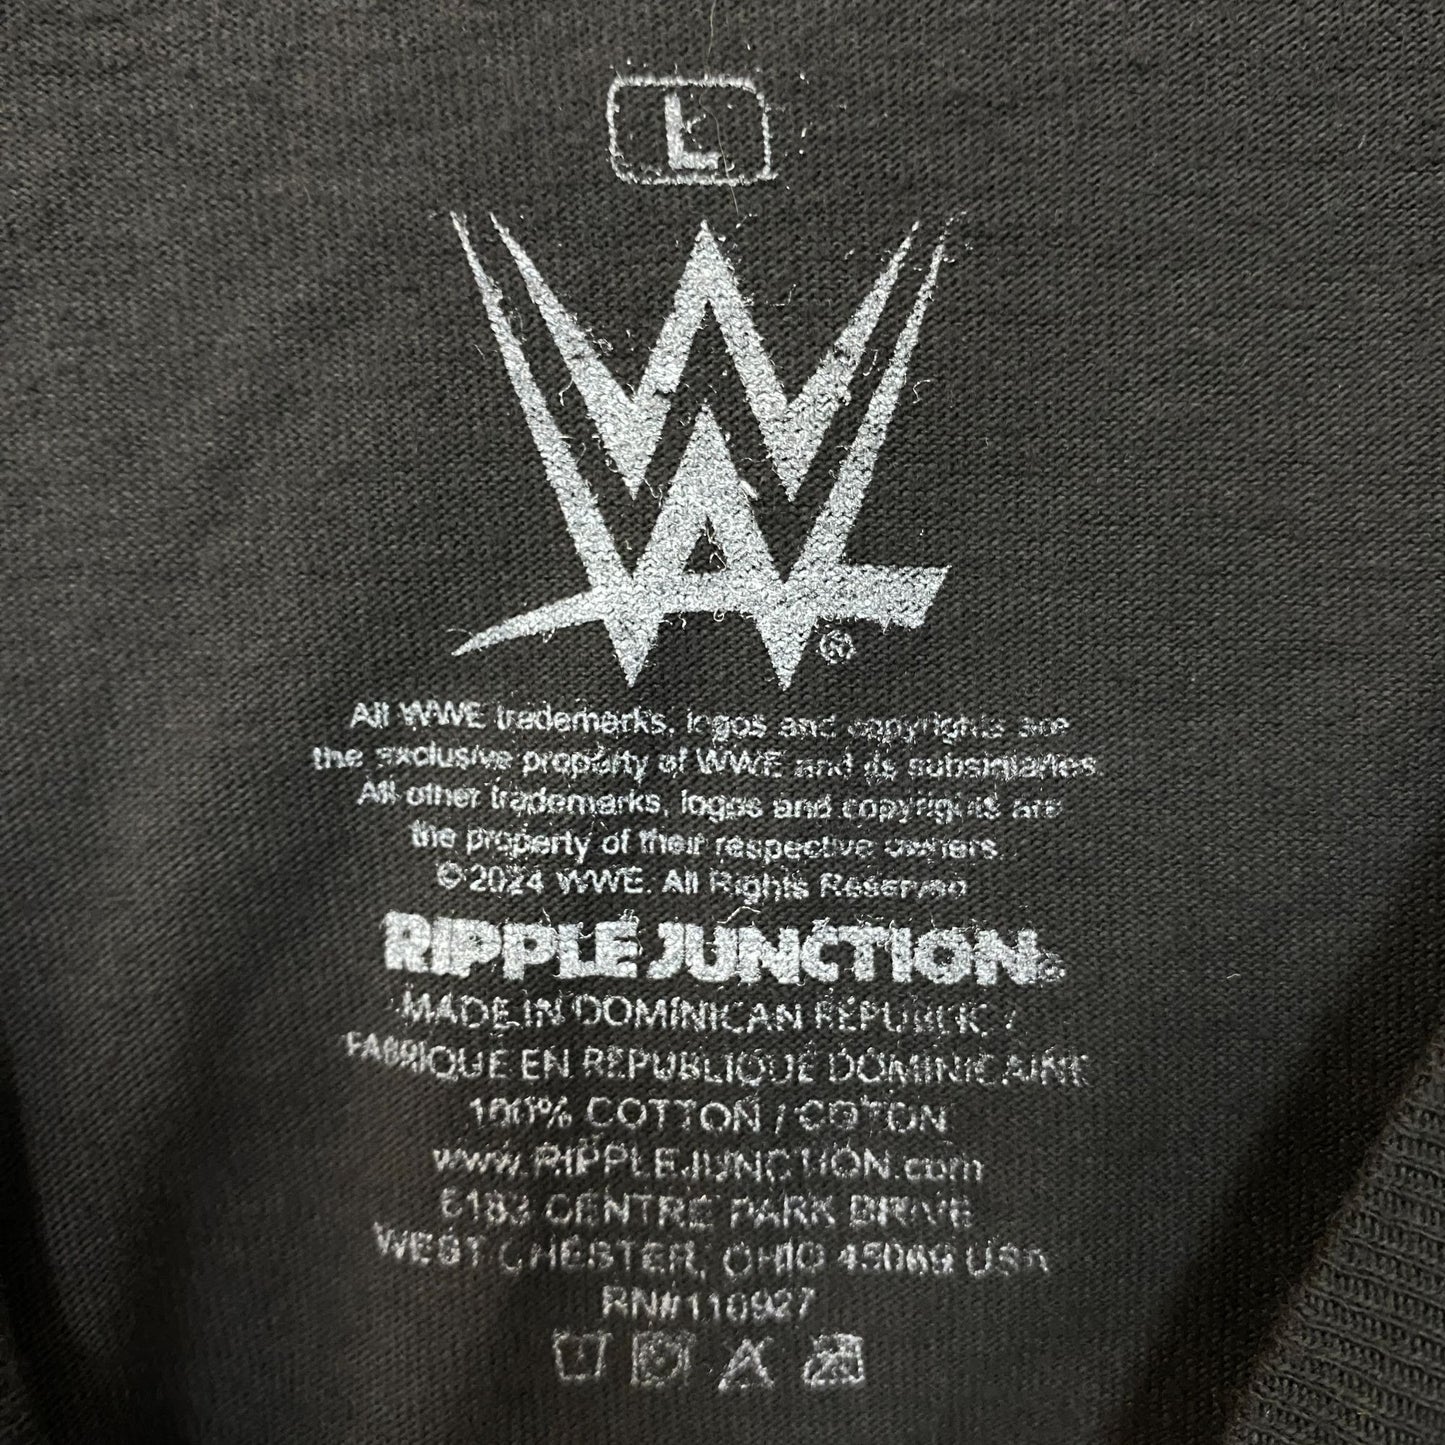 L
W
®
All WWE trademarks, logos and copyrights are
the exclusive property of WWE and its subsidiaries.
All other trademarks, logos and copyrights are
the property of their respective owners.
©2024 WWE. All Rights Reserved
RIPPLE JUNCTION®
MADE IN DOMINICAN REPUBLIC /
FABRIQUE EN REPUBLIQUE DOMINICAINE
100% COTTON / COTON
www.RIPPLEJUNCTION.com
6183 CENTRE PARK DRIVE
WEST CHESTER, OHIO 45069 USA
RN#110927